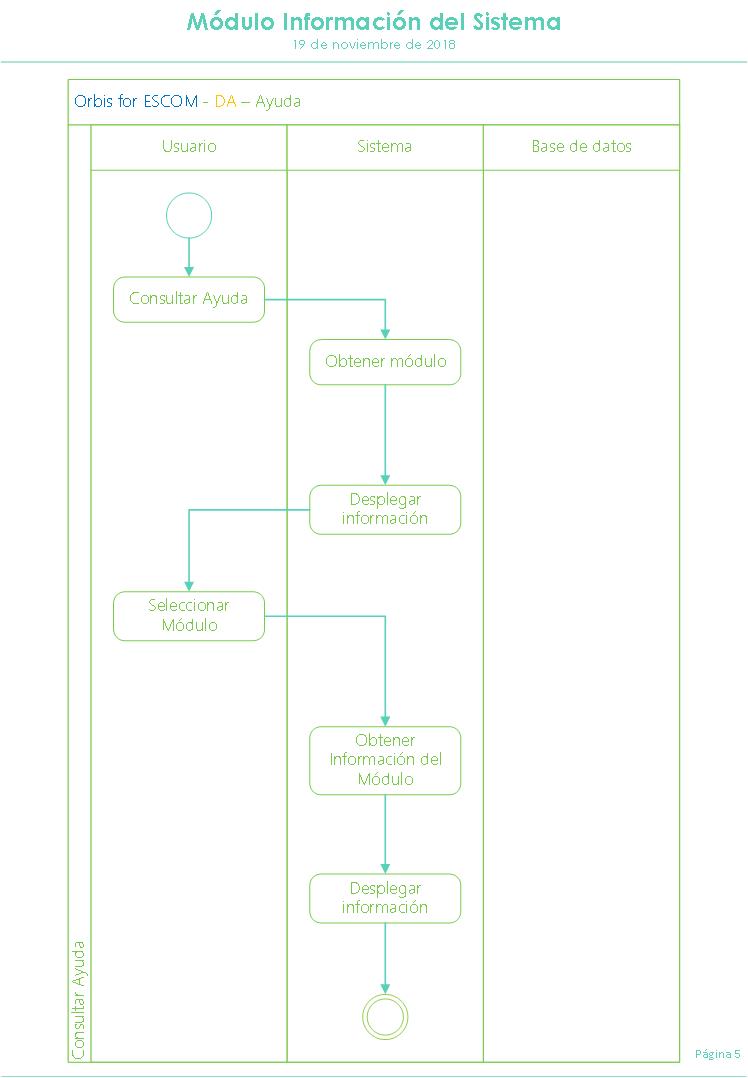 Módulo Información del Sistema
19 de noviembre de 2018
Orbis for ESCOM - DA – Ayuda
Usuario
Sistema
Base de datos
Consultar Ayuda
Obtener módulo
Desplegar
información
Seleccionar
Módulo
Obtener
Información del
Módulo
Desplegar
información
Consultar Ayuda
Página 5